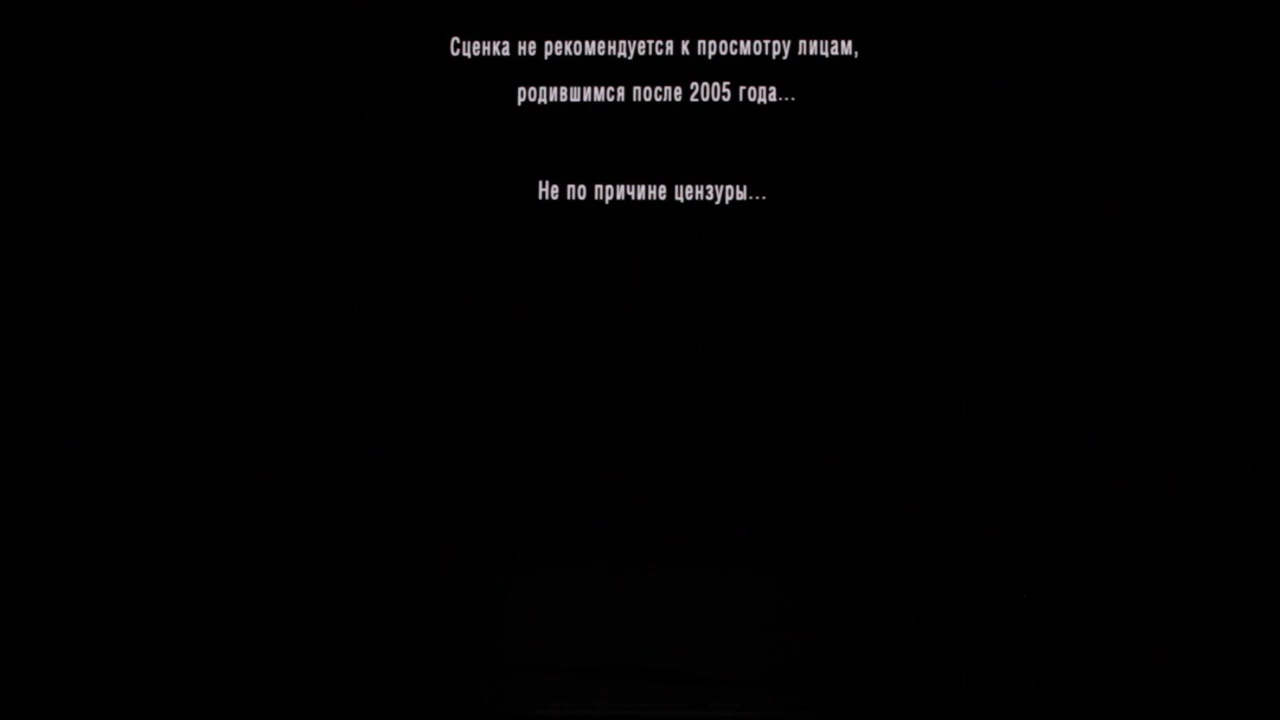 Сценка не рекомендуется к просмотру лицам,
родившимся после 2005 года...
Не по причине цензуры...